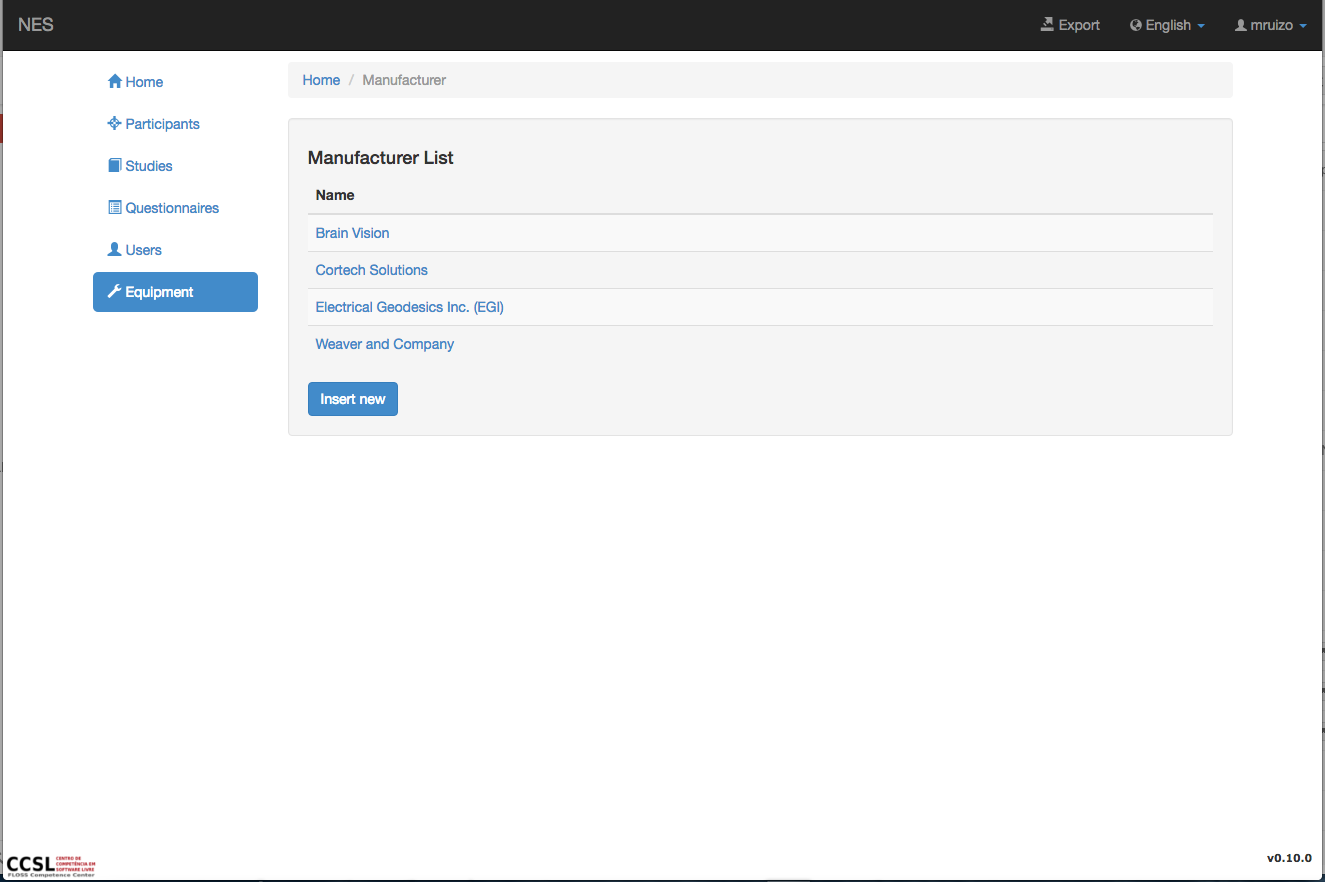 NES
Export
English
mruizo
Home
Participants
Studies
Questionnaires
Users
Equipment
Home / Manufacturer
Manufacturer List
Name
Brain Vision
Cortech Solutions
Electrical Geodesics Inc. (EGI)
Weaver and Company
Insert new
CCSL
CENTRO DE
COMPETÊNCIA EM
SOFTWARE LIVRE
FLOSS Competence Center
v0.10.0